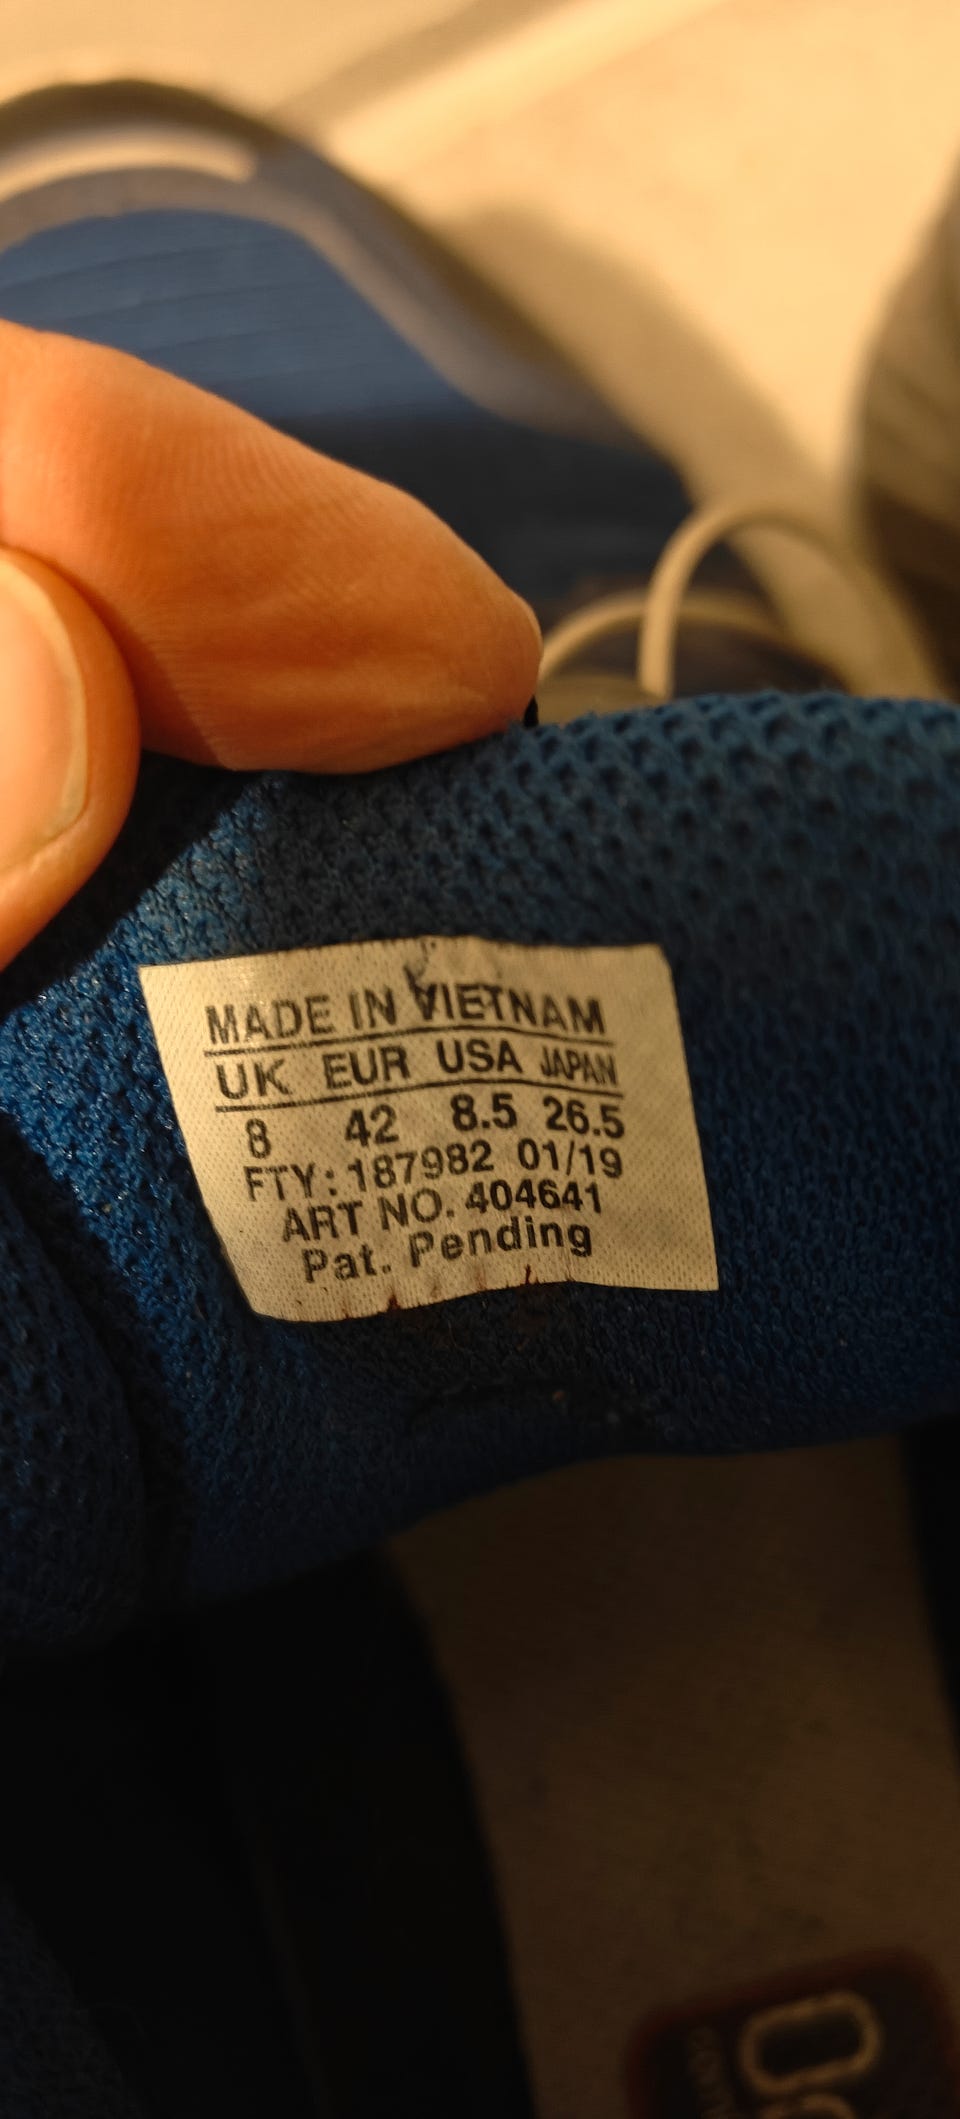 MADE IN VIETNAM
UK EUR USA JAPAN
8 42 8.5 26.5
FTY: 187982 01/19
ART NO. 404641
Pat. Pending